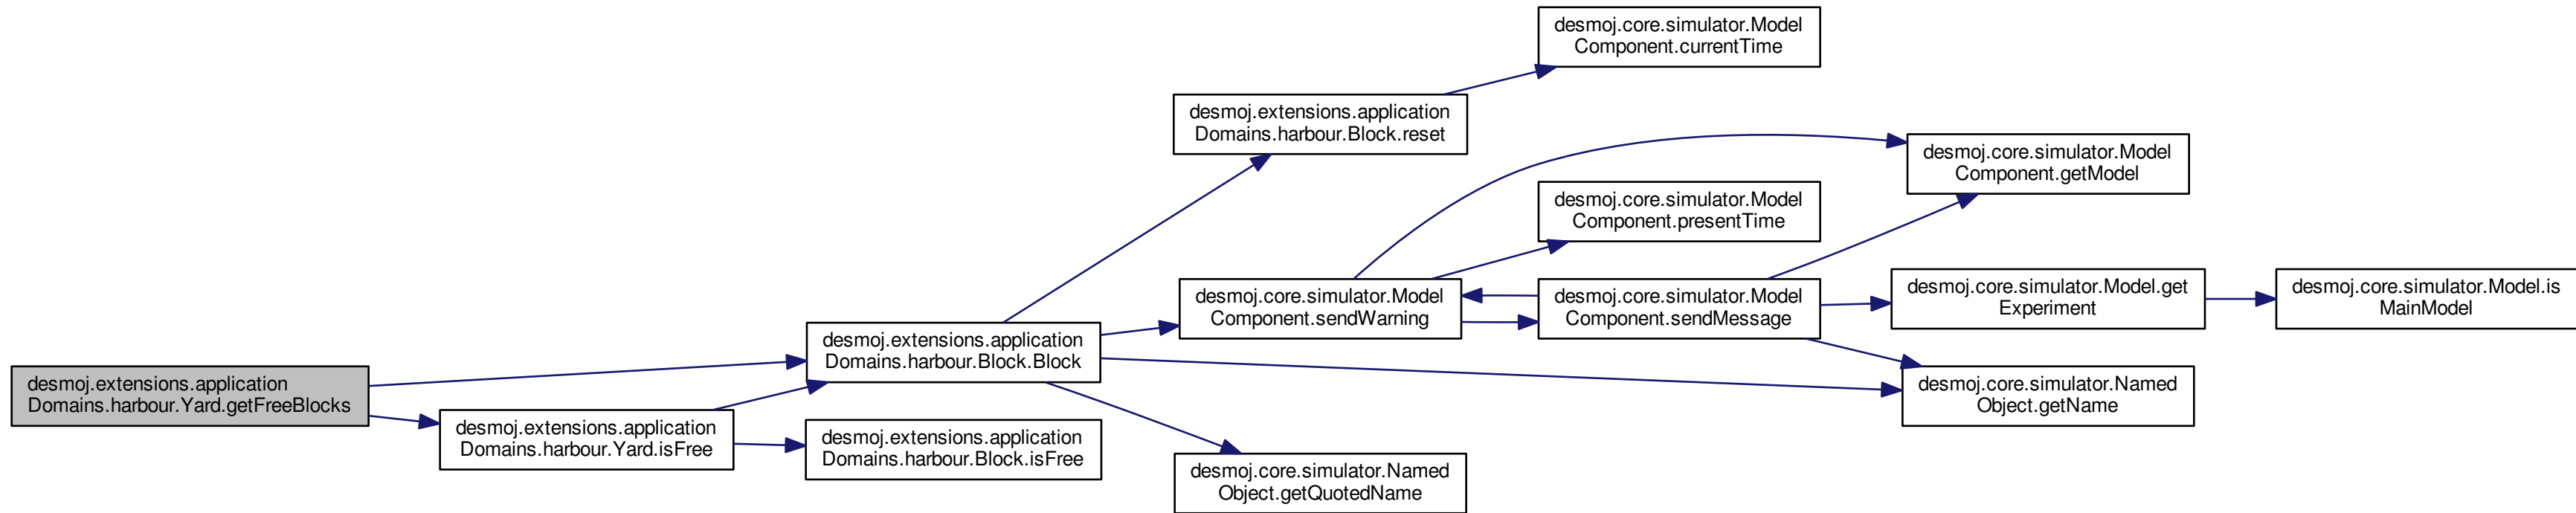 desmoj.core.simulator.Model
Component.currentTime
desmoj.extensions.application
Domains.harbour.Block.reset
desmoj.core.simulator.Model
Component.getModel
desmoj.core.simulator.Model
Component.presentTime
desmoj.core.simulator.Model
Component.sendWarning
desmoj.core.simulator.Model
Component.sendMessage
desmoj.core.simulator.Model.get
Experiment
desmoj.core.simulator.Model.is
MainModel
desmoj.extensions.application
Domains.harbour.Block.Block
desmoj.extensions.application
Domains.harbour.Yard.getFreeBlocks
desmoj.core.simulator.Named
Object.getName
desmoj.extensions.application
Domains.harbour.Yard.isFree
desmoj.extensions.application
Domains.harbour.Block.isFree
desmoj.core.simulator.Named
Object.getQuotedName